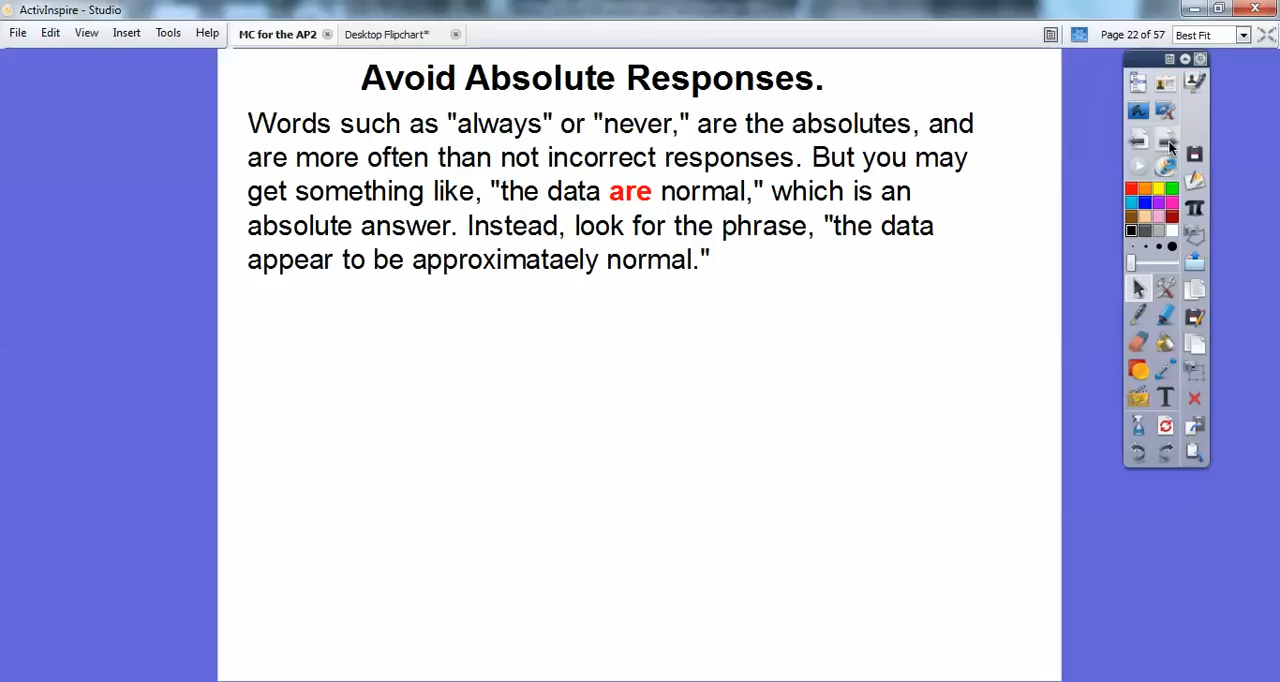 ActivInspire - Studio
File Edit View Insert Tools Help MC for the AP2 Desktop Flipchart* Page 22 of 57 Best Fit
Avoid Absolute Responses.
Words such as "always" or "never," are the absolutes, and
are more often than not incorrect responses. But you may
get something like, "the data are normal," which is an
absolute answer. Instead, look for the phrase, "the data
appear to be approximataely normal."